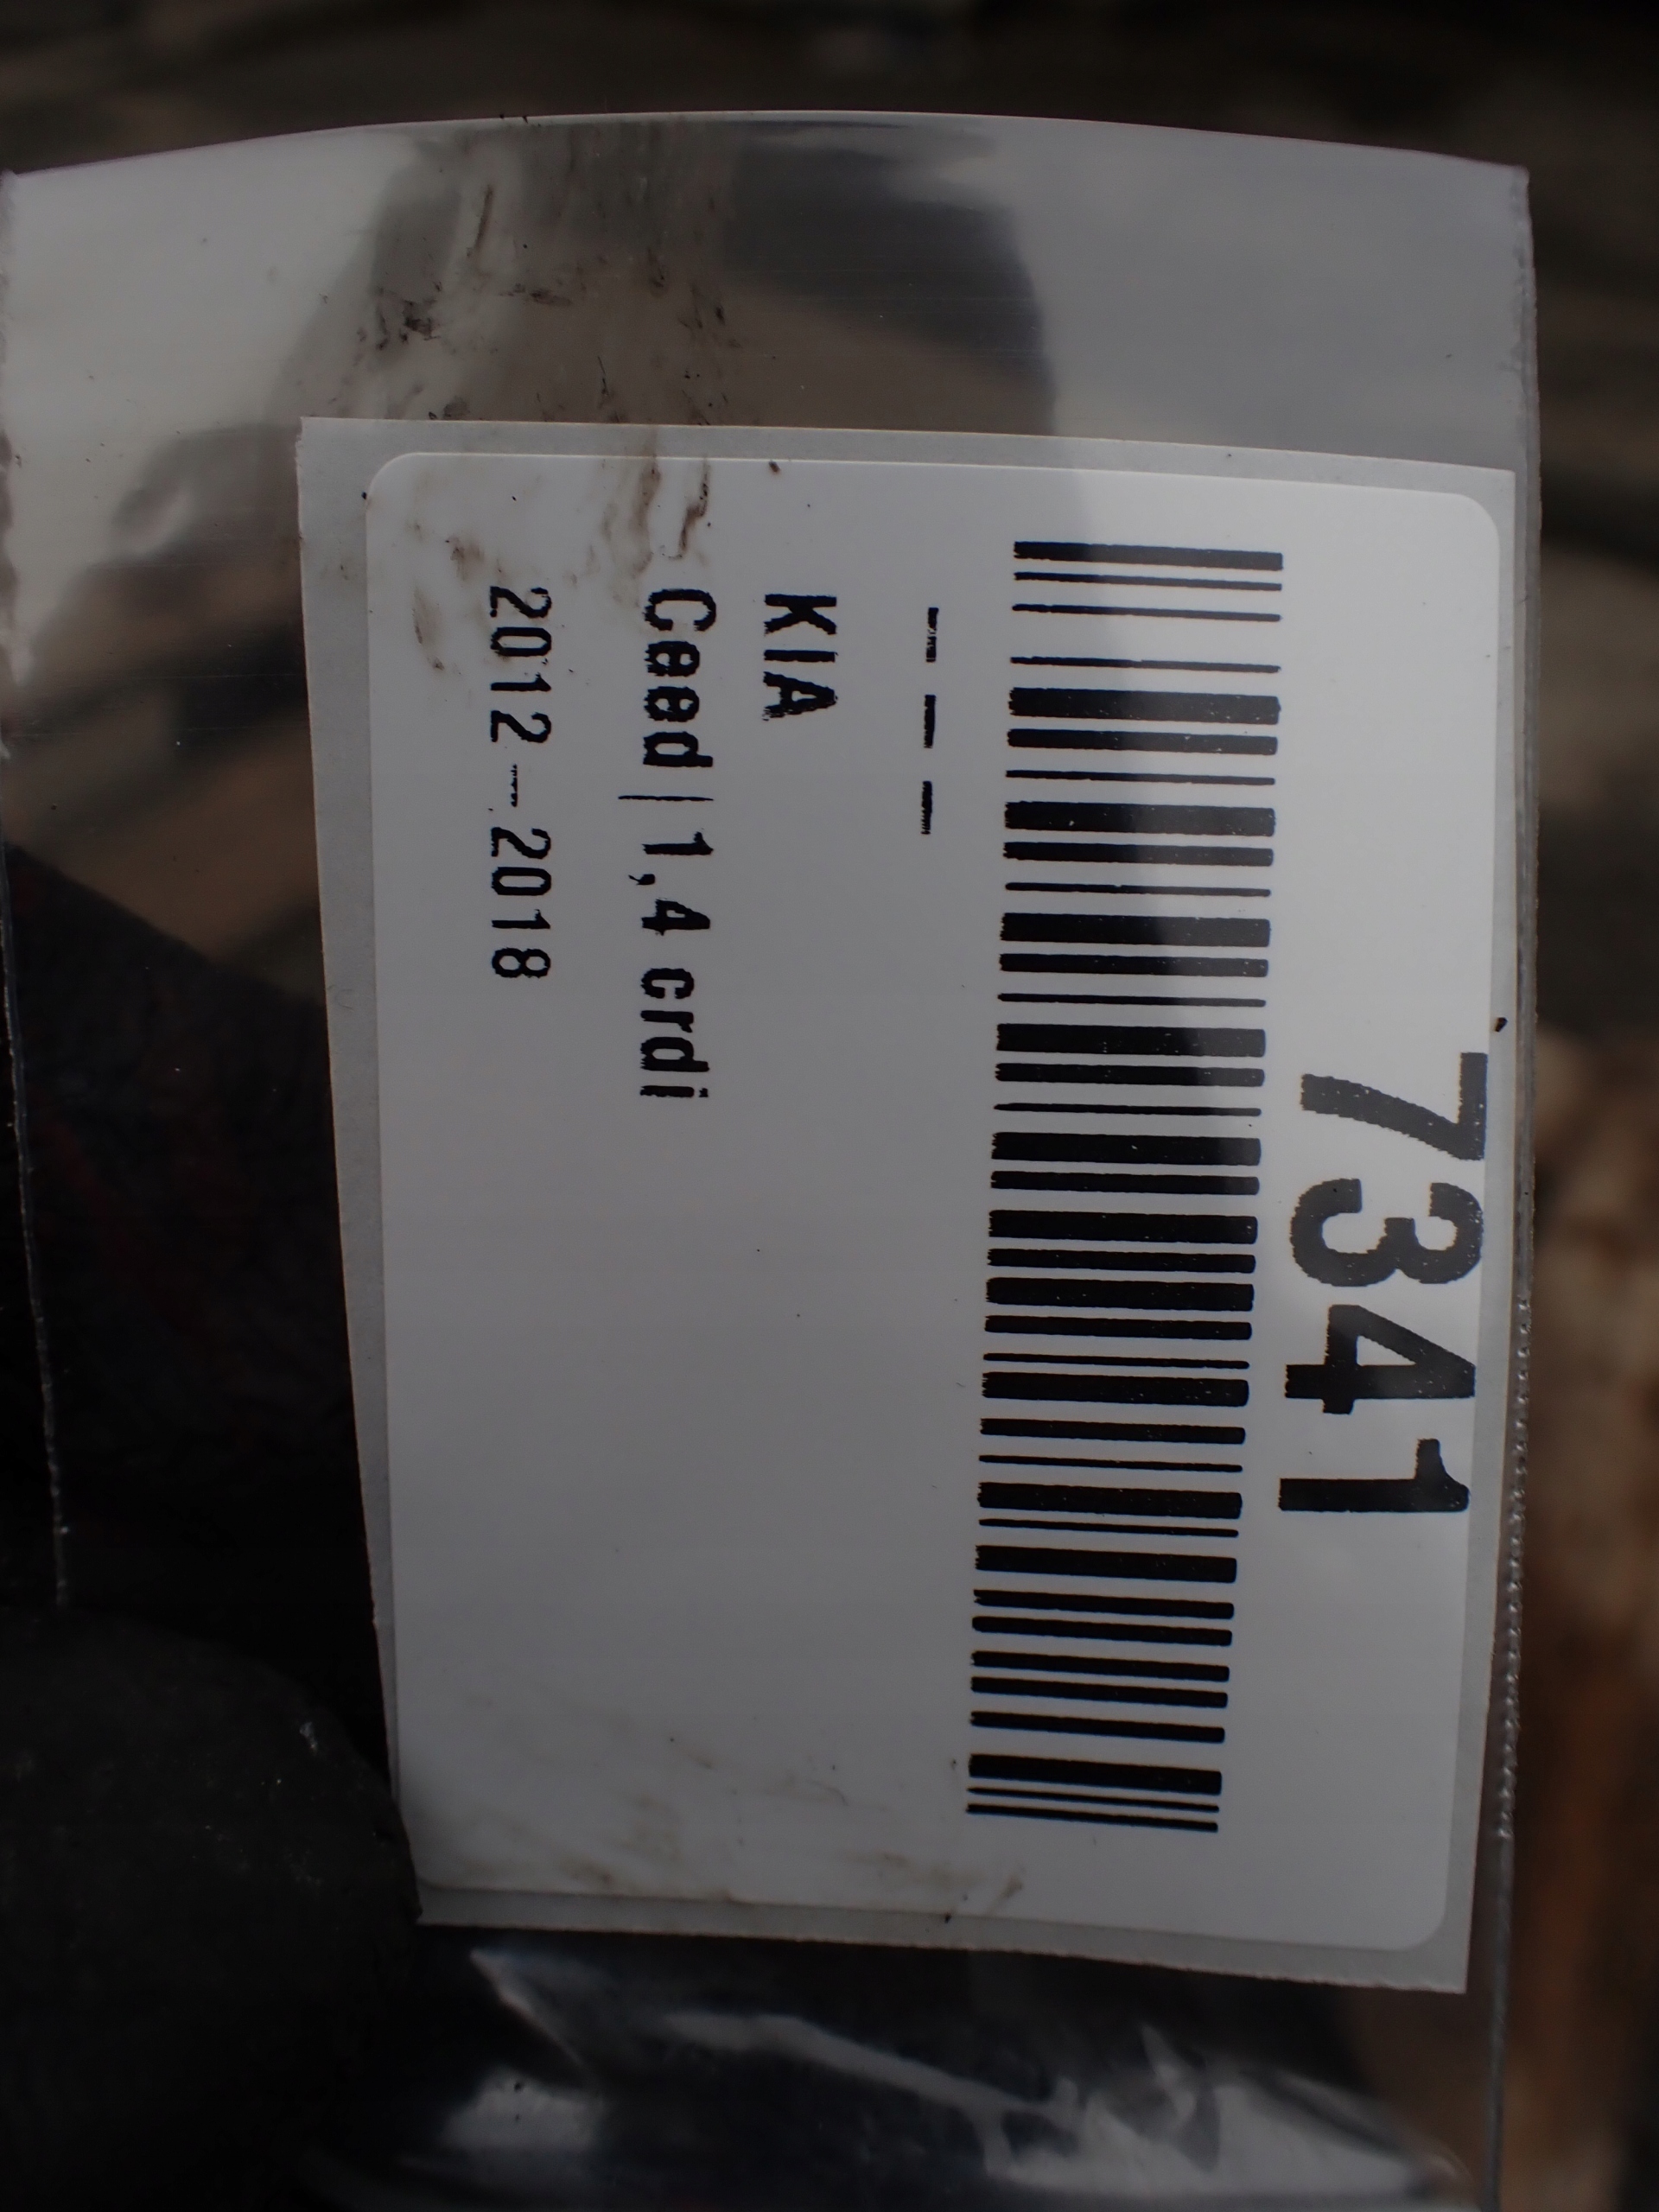 7341
— — —
KIA
Ceed | 1,4 crdi
2012 – 2018